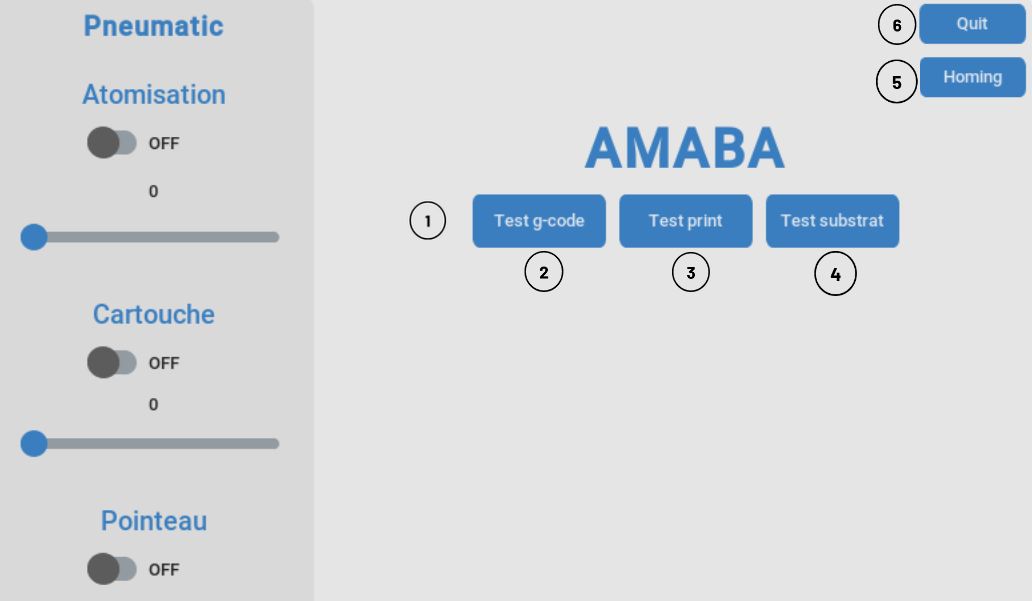 Pneumatic
Atomisation
OFF
0
Cartouche
OFF
0
Pointeau
OFF
6 Quit
5 Homing
AMABA
1 Test g-code Test print Test substrat
2 3 4